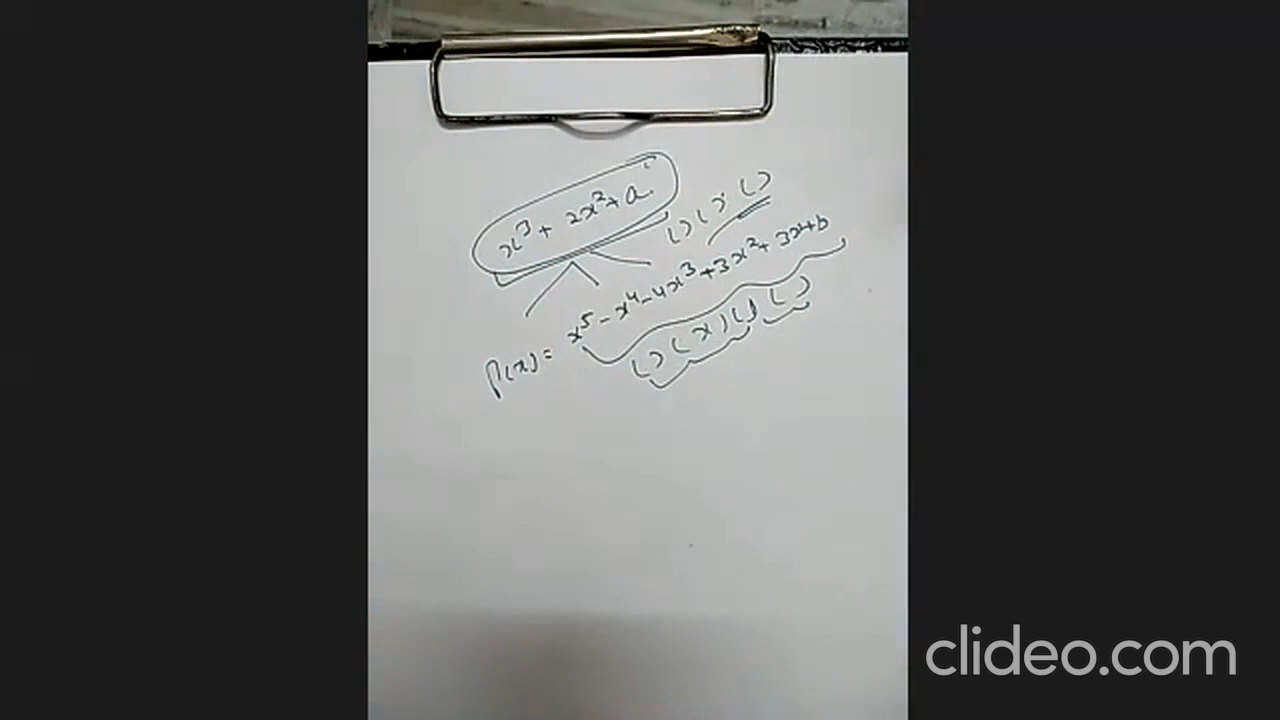 x³ + 2x² + a
( ) ( ) ( )
p(x) = x⁵ - x⁴ - 4x³ + 3x² + 3x + b
( ) ( x ) ( ) ( )
clideo.com